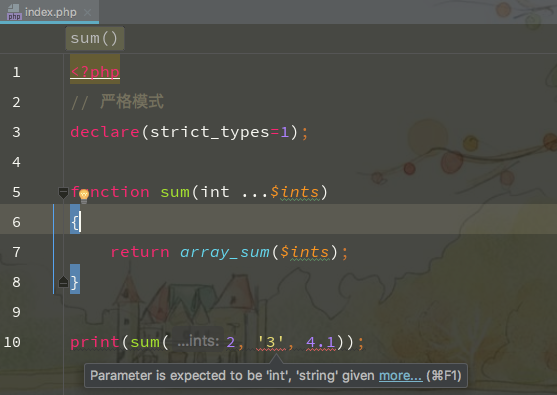 php index.php ×
sum()
1 <?php
2 // 严格模式
3 declare(strict_types=1);
4
5 function sum(int ...$ints)
6 {
7 return array_sum($ints);
8 }
9
10 print(sum( ...ints: 2, '3', 4.1));
Parameter is expected to be 'int', 'string' given more... (⌘F1)